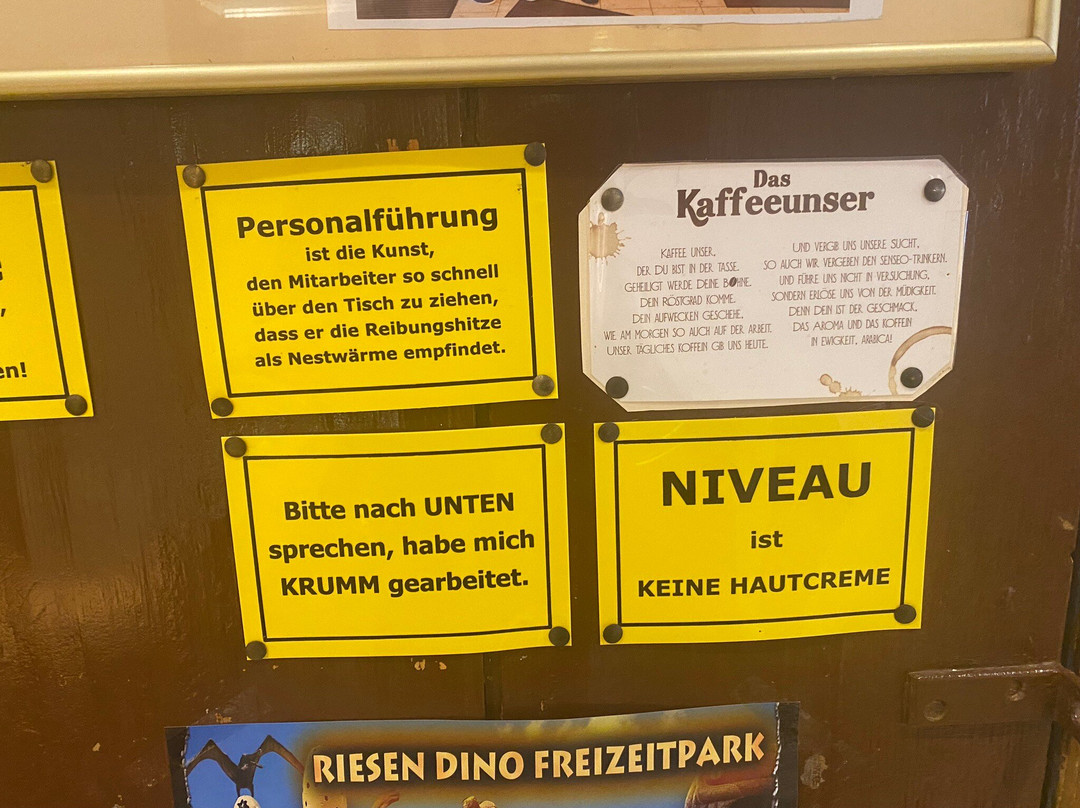 en!
Personalführung
ist die Kunst,
den Mitarbeiter so schnell
über den Tisch zu ziehen,
dass er die Reibungshitze
als Nestwärme empfindet.
Das
Kaffeeunser
KAFFEE UNSER,
DER DU BIST IN DER TASSE.
GEHEILIGT WERDE DEINE BOHNE.
DEIN RÖSTGRAD KOMME.
DEIN AUFWECKEN GESCHEHE,
WIE AM MORGEN SO AUCH AUF DER ARBEIT.
UNSER TÄGLICHES KOFFEIN GIB UNS HEUTE.
UND VERGIB UNS UNSERE SUCHT,
SO AUCH WIR VERGEBEN DEN SENSEO-TRINKERN.
UND FÜHRE UNS NICHT IN VERSUCHUNG,
SONDERN ERLÖSE UNS VON DER MÜDIGKEIT.
DENN DEIN IST DER GESCHMACK,
DAS AROMA UND DAS KOFFEIN
IN EWIGKEIT, ARABICA!
Bitte nach UNTEN
sprechen, habe mich
KRUMM gearbeitet.
NIVEAU
ist
KEINE HAUTCREME
RIESEN DINO FREIZEITPARK